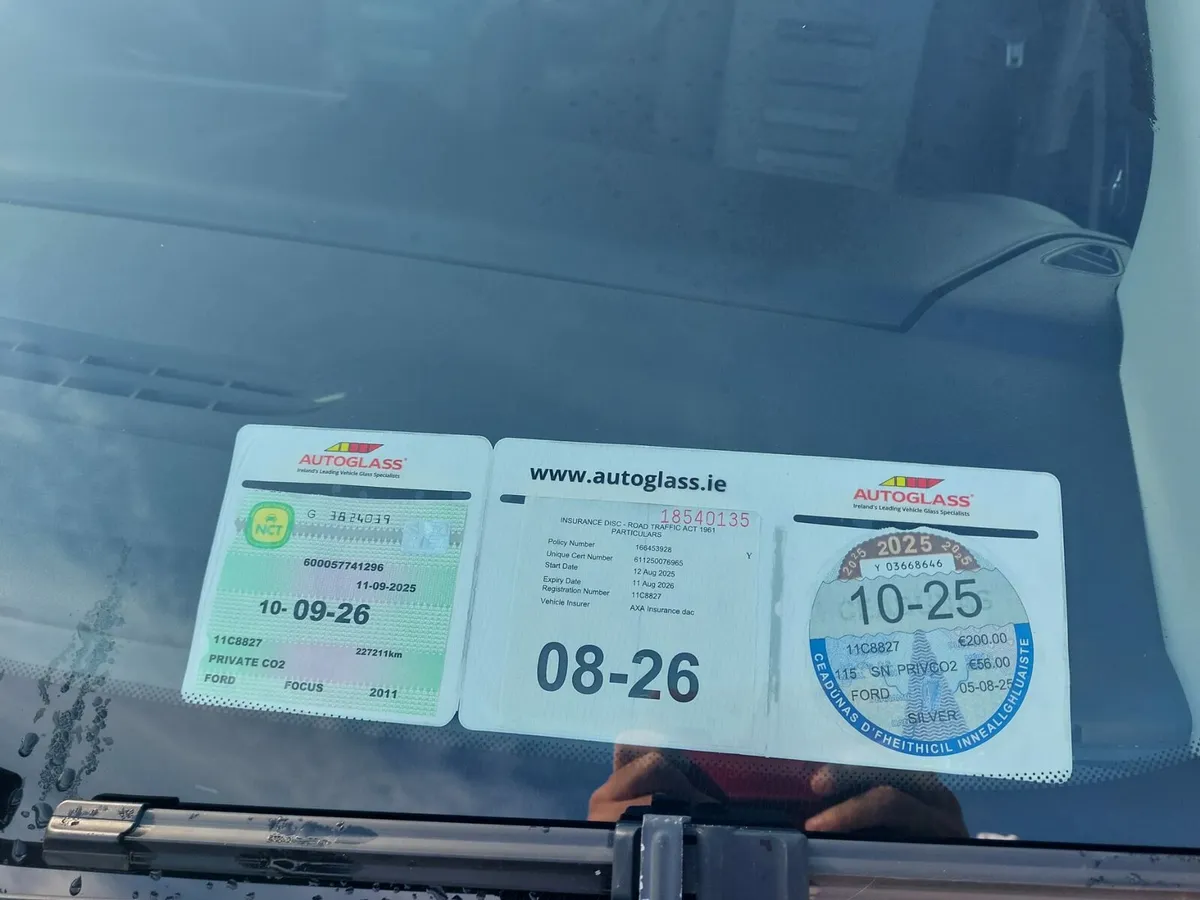 AUTOGLASS®
Ireland's Leading Vehicle Glass Specialists
NCT
G 3824039
600057741296
11-09-2025
10- 09-26
11C8827
227211km
PRIVATE CO2
FORD FOCUS 2011
www.autoglass.ie
18540135
INSURANCE DISC - ROAD TRAFFIC ACT 1961
PARTICULARS
Policy Number 166453928 Y
Unique Cert Number 611250076965
Start Date 12 Aug 2025
Expiry Date 11 Aug 2026
Registration Number 11C8827
Vehicle Insurer AXA Insurance dac
08-26
AUTOGLASS®
Ireland's Leading Vehicle Glass Specialists
2025 2025 2025
Y 03668646
10-25
11C8827 €200.00
115 SN PRIVCO2 €56.00
FORD 05-08-25
SILVER
CEADÚNAS D'FHEITHICIL INNEALLGHLUAISTE